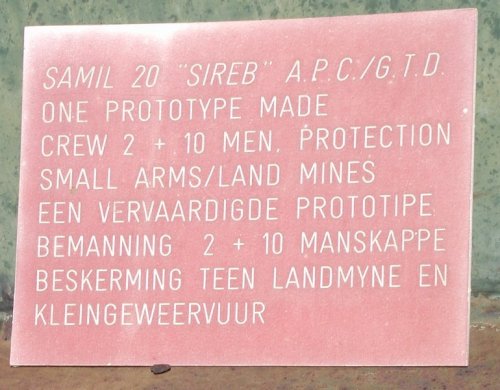 SAMIL 20 "SIREB" A.P.C./G.T.D.
ONE PROTOTYPE MADE
CREW 2 + 10 MEN, PROTECTION
SMALL ARMS/LAND MINES
EEN VERVAARDIGDE PROTOTIPE
BEMANNING 2 + 10 MANSKAPPE
BESKERMING TEEN LANDMYNE EN
KLEINGEWEERVUUR